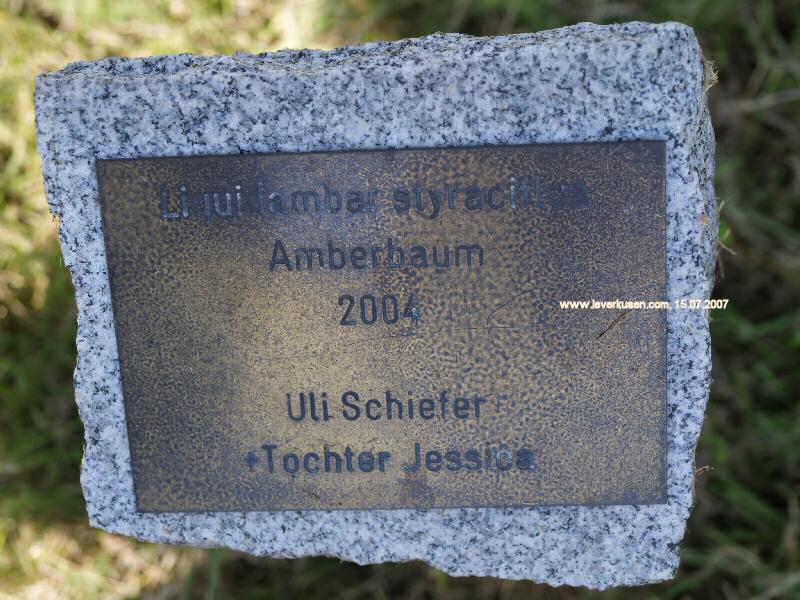 Liquidambar styraciflua
Amberbaum
2004
www.leverkusen.com, 15.07.2007
Uli Schiefer
+Tochter Jessica